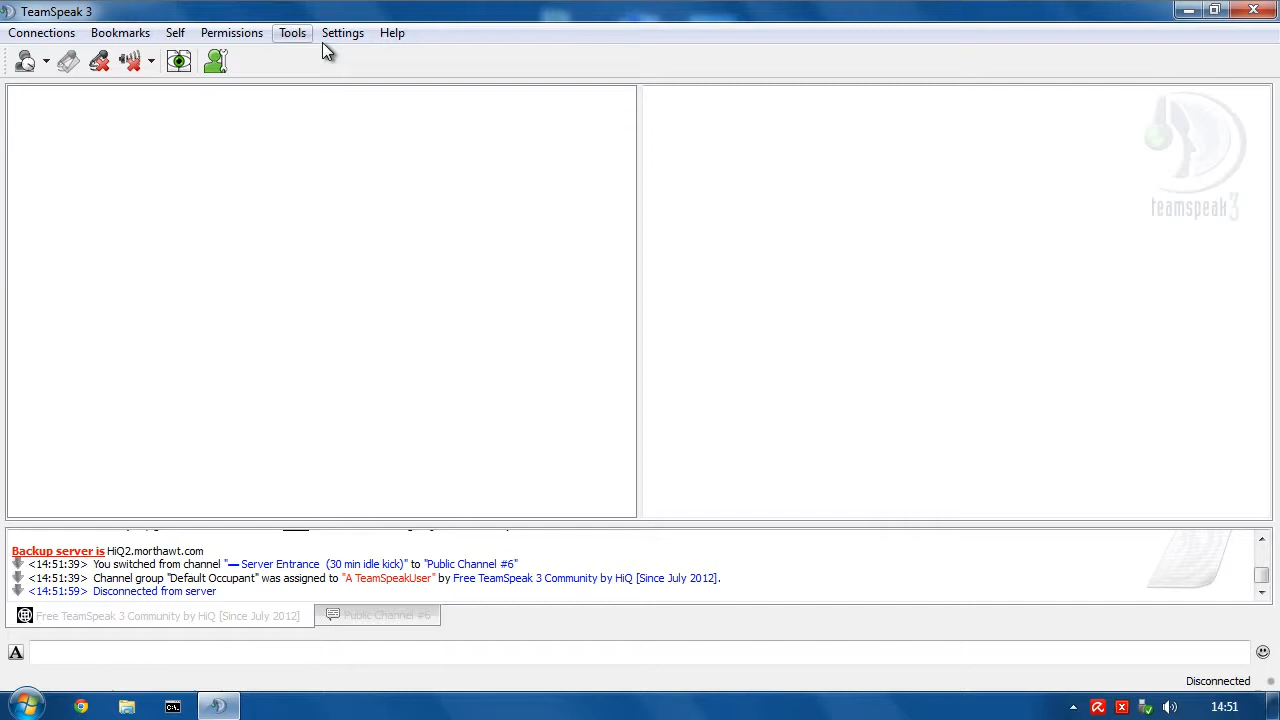 TeamSpeak 3
Connections Bookmarks Self Permissions Tools Settings Help
teamspeak 3
Backup server is HiQ2.morthawt.com
<14:51:39> You switched from channel "▬ Server Entrance (30 min idle kick)" to "Public Channel #6"
<14:51:39> Channel group "Default Occupant" was assigned to "A TeamSpeakUser" by Free TeamSpeak 3 Community by HiQ [Since July 2012].
<14:51:59> Disconnected from server
Free TeamSpeak 3 Community by HiQ [Since July 2012] Public Channel #6
A
Disconnected
14:51